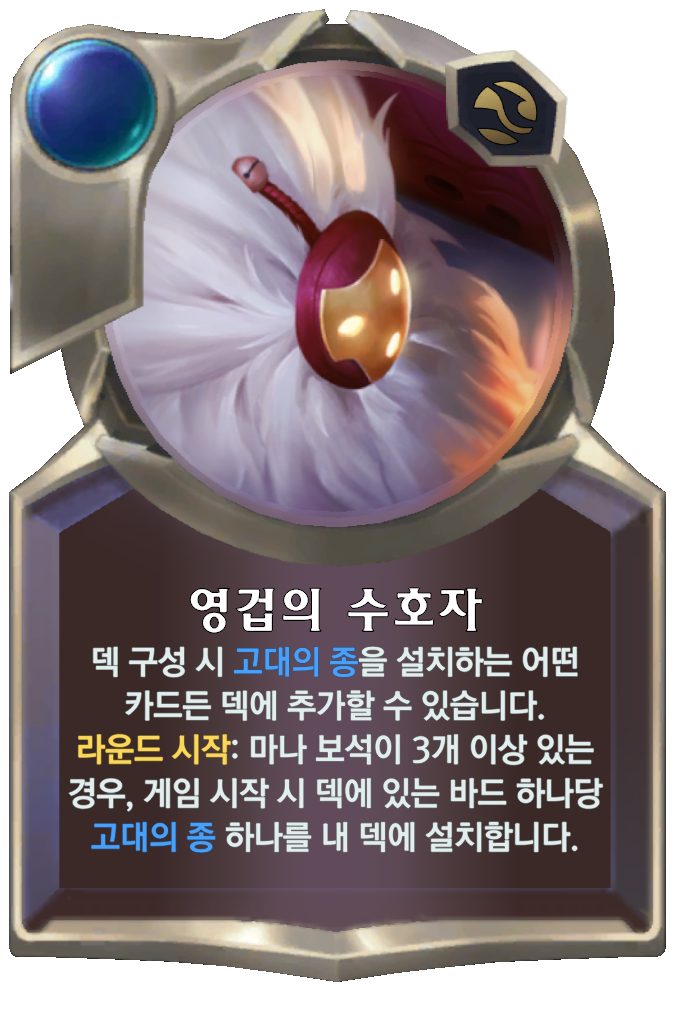 영겁의 수호자
덱 구성 시 고대의 종을 설치하는 어떤
카드든 덱에 추가할 수 있습니다.
라운드 시작: 마나 보석이 3개 이상 있는
경우, 게임 시작 시 덱에 있는 바드 하나당
고대의 종 하나를 내 덱에 설치합니다.